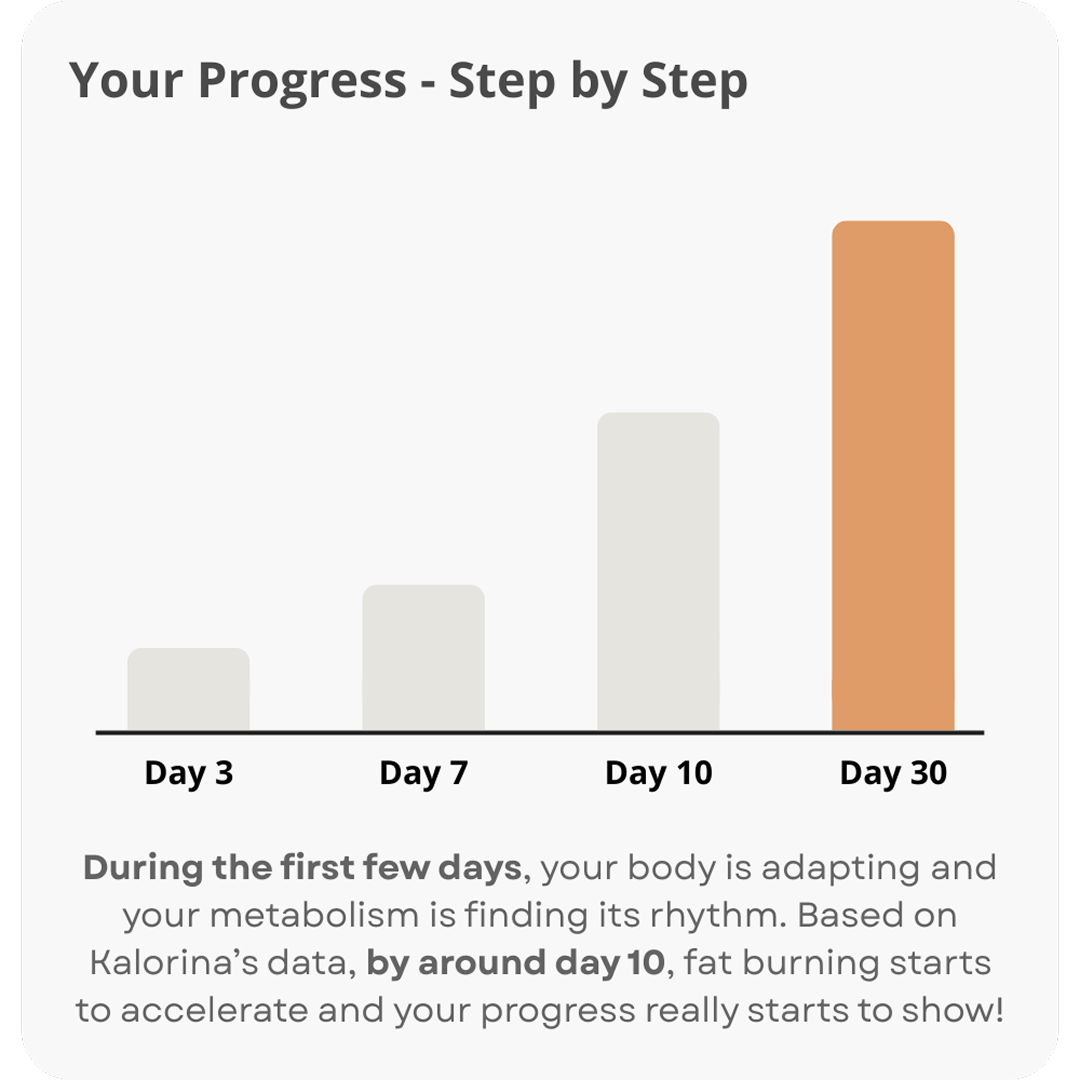 Your Progress - Step by Step
Day 3
Day 7
Day 10
Day 30
During the first few days, your body is adapting and
your metabolism is finding its rhythm. Based on
Kalorina’s data, by around day 10, fat burning starts
to accelerate and your progress really starts to show!